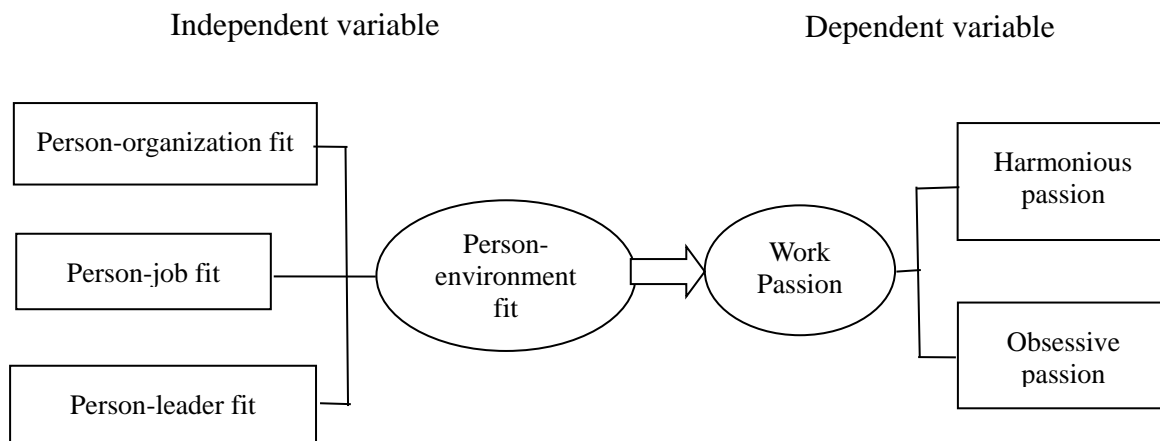 Independent variable
Dependent variable
Person-organization fit
Person-job fit
Person-leader fit
Person-
environment
fit
Work
Passion
Harmonious
passion
Obsessive
passion